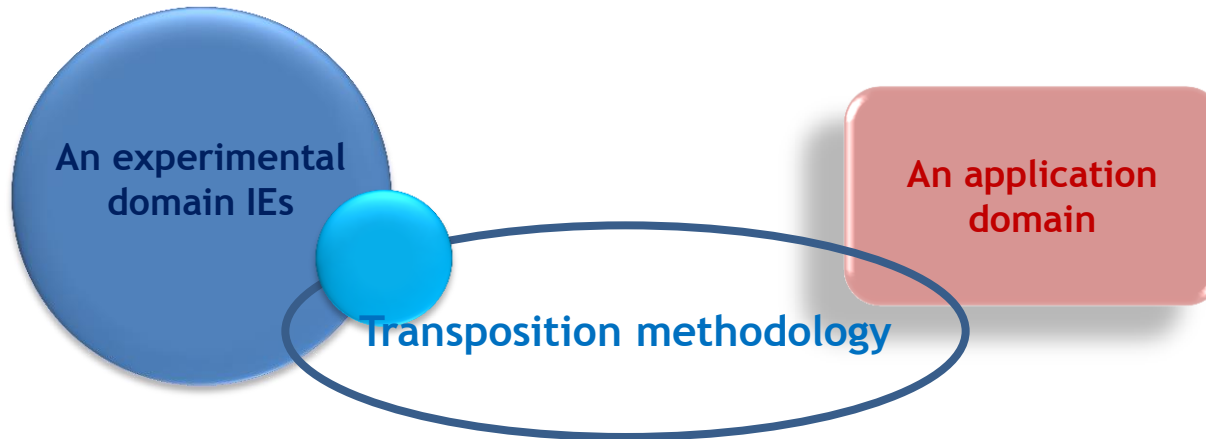 An experimental
domain IEs
An application
domain
Transposition methodology